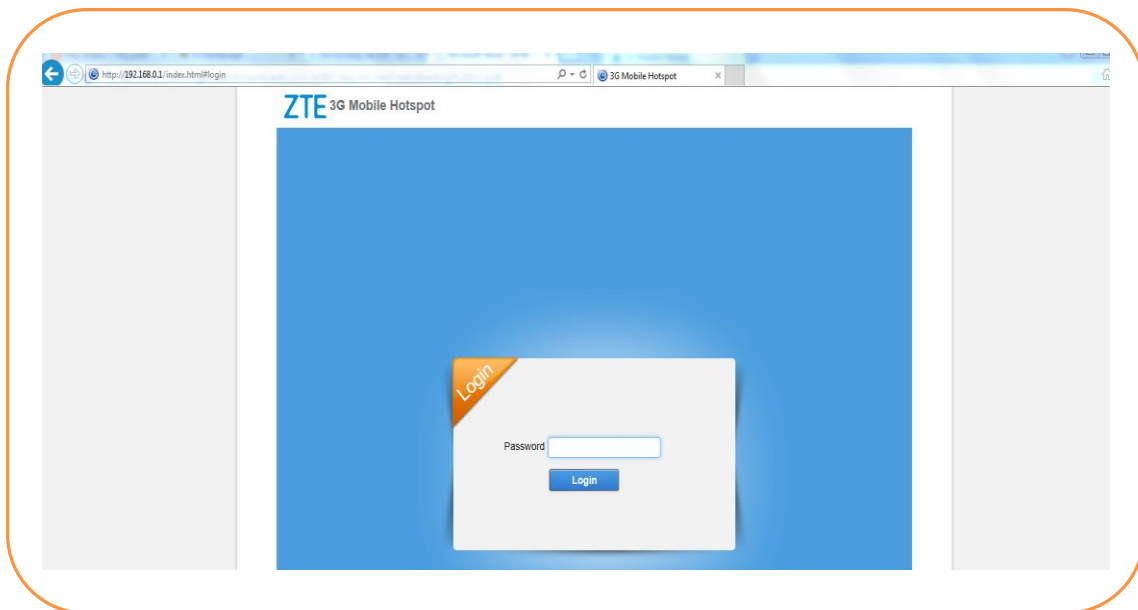 http://192.168.0.1/index.html#login
3G Mobile Hotspot
ZTE 3G Mobile Hotspot
Login
Password
Login